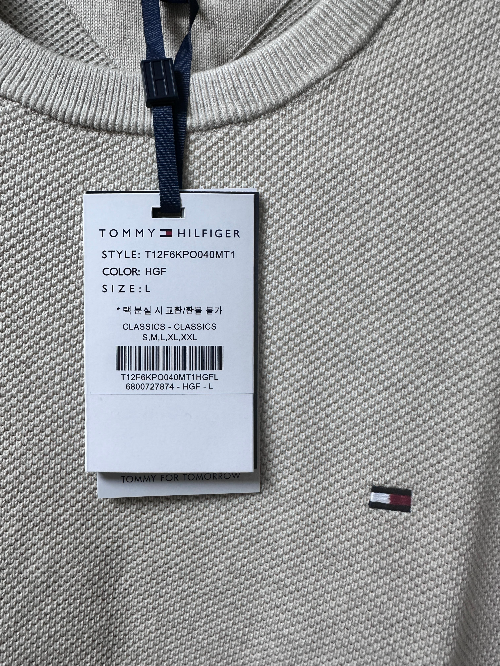 TOMMY HILFIGER
STYLE: T12F6KPO040MT1
COLOR: HGF
SIZE: L
*택 분실 시 교환/환불 불가
CLASSICS - CLASSICS
S,M,L,XL,XXL
T12F6KPO040MT1HGFL
6800727874 - HGF - L
TOMMY FOR TOMORROW